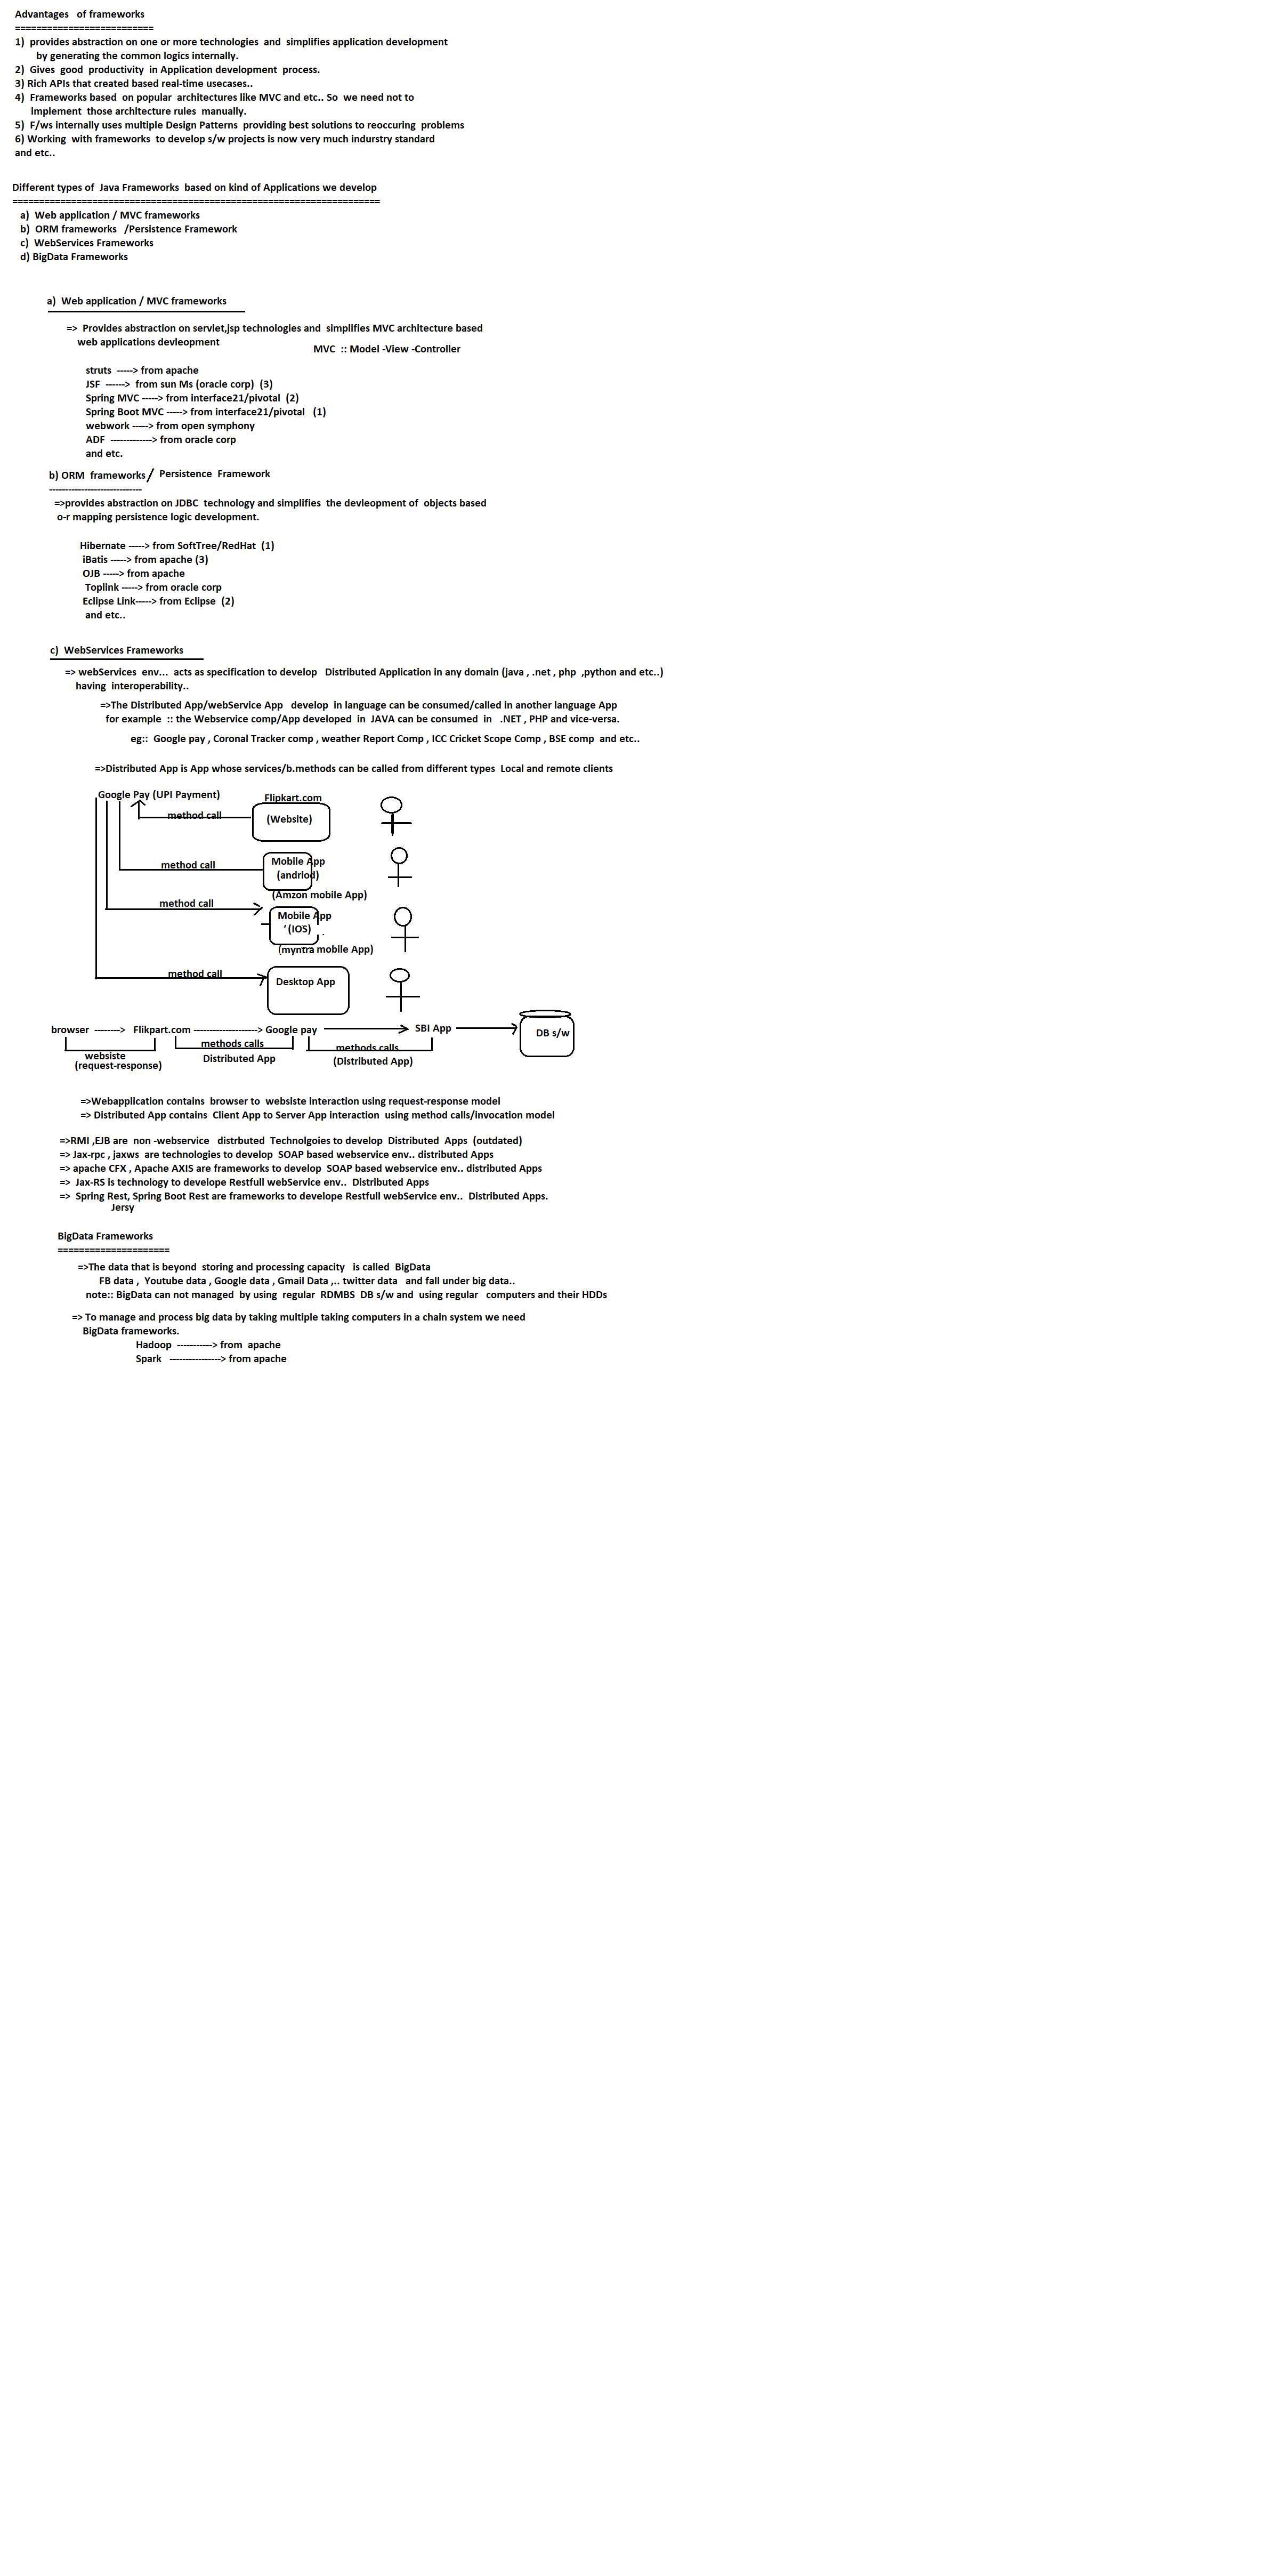 Advantages of frameworks
==========================
1) provides abstraction on one or more technologies and simplifies application development
by generating the common logics internally.
2) Gives good productivity in Application development process.
3) Rich APIs that created based real-time usecases..
4) Frameworks based on popular architectures like MVC and etc.. So we need not to
implement those architecture rules manually.
5) F/ws internally uses multiple Design Patterns providing best solutions to reoccuring problems
6) Working with frameworks to develop s/w projects is now very much indurstry standard
and etc..
Different types of Java Frameworks based on kind of Applications we develop
=====================================================================
a) Web application / MVC frameworks
b) ORM frameworks /Persistence Framework
c) WebServices Frameworks
d) BigData Frameworks
a) Web application / MVC frameworks
=> Provides abstraction on servlet,jsp technologies and simplifies MVC architecture based
web applications devleopment
MVC :: Model -View -Controller
struts -----> from apache
JSF ------> from sun Ms (oracle corp) (3)
Spring MVC -----> from interface21/pivotal (2)
Spring Boot MVC -----> from interface21/pivotal (1)
webwork -----> from open symphony
ADF -------------> from oracle corp
and etc.
b) ORM frameworks / Persistence Framework
-----------------------------
=>provides abstraction on JDBC technology and simplifies the devleopment of objects based
o-r mapping persistence logic development.
Hibernate -----> from SoftTree/RedHat (1)
iBatis -----> from apache (3)
OJB -----> from apache
Toplink -----> from oracle corp
Eclipse Link-----> from Eclipse (2)
and etc..
c) WebServices Frameworks
=> webServices env... acts as specification to develop Distributed Application in any domain (java , .net , php ,python and etc..)
having interoperability..
=>The Distributed App/webService App develop in language can be consumed/called in another language App
for example :: the Webservice comp/App developed in JAVA can be consumed in .NET , PHP and vice-versa.
eg:: Google pay , Coronal Tracker comp , weather Report Comp , ICC Cricket Scope Comp , BSE comp and etc..
=>Distributed App is App whose services/b.methods can be called from different types Local and remote clients
Google Pay (UPI Payment)
Flipkart.com
method call
(Website)
method call
Mobile App
(andriod)
(Amzon mobile App)
method call
Mobile App
(IOS)
(myntra mobile App)
method call
Desktop App
browser --------> Flikpart.com --------------------> Google pay SBI App DB s/w
websiste
(request-response)
methods calls
Distributed App
methods calls
(Distributed App)
=>Webapplication contains browser to websiste interaction using request-response model
=> Distributed App contains Client App to Server App interaction using method calls/invocation model
=>RMI ,EJB are non -webservice distrbuted Technolgoies to develop Distributed Apps (outdated)
=> Jax-rpc , jaxws are technologies to develop SOAP based webservice env.. distributed Apps
=> apache CFX , Apache AXIS are frameworks to develop SOAP based webservice env.. distributed Apps
=> Jax-RS is technology to develope Restfull webService env.. Distributed Apps
=> Spring Rest, Spring Boot Rest are frameworks to develope Restfull webService env.. Distributed Apps.
Jersy
BigData Frameworks
=====================
=>The data that is beyond storing and processing capacity is called BigData
FB data , Youtube data , Google data , Gmail Data ,.. twitter data and fall under big data..
note:: BigData can not managed by using regular RDMBS DB s/w and using regular computers and their HDDs
=> To manage and process big data by taking multiple taking computers in a chain system we need
BigData frameworks.
Hadoop -----------> from apache
Spark ----------------> from apache